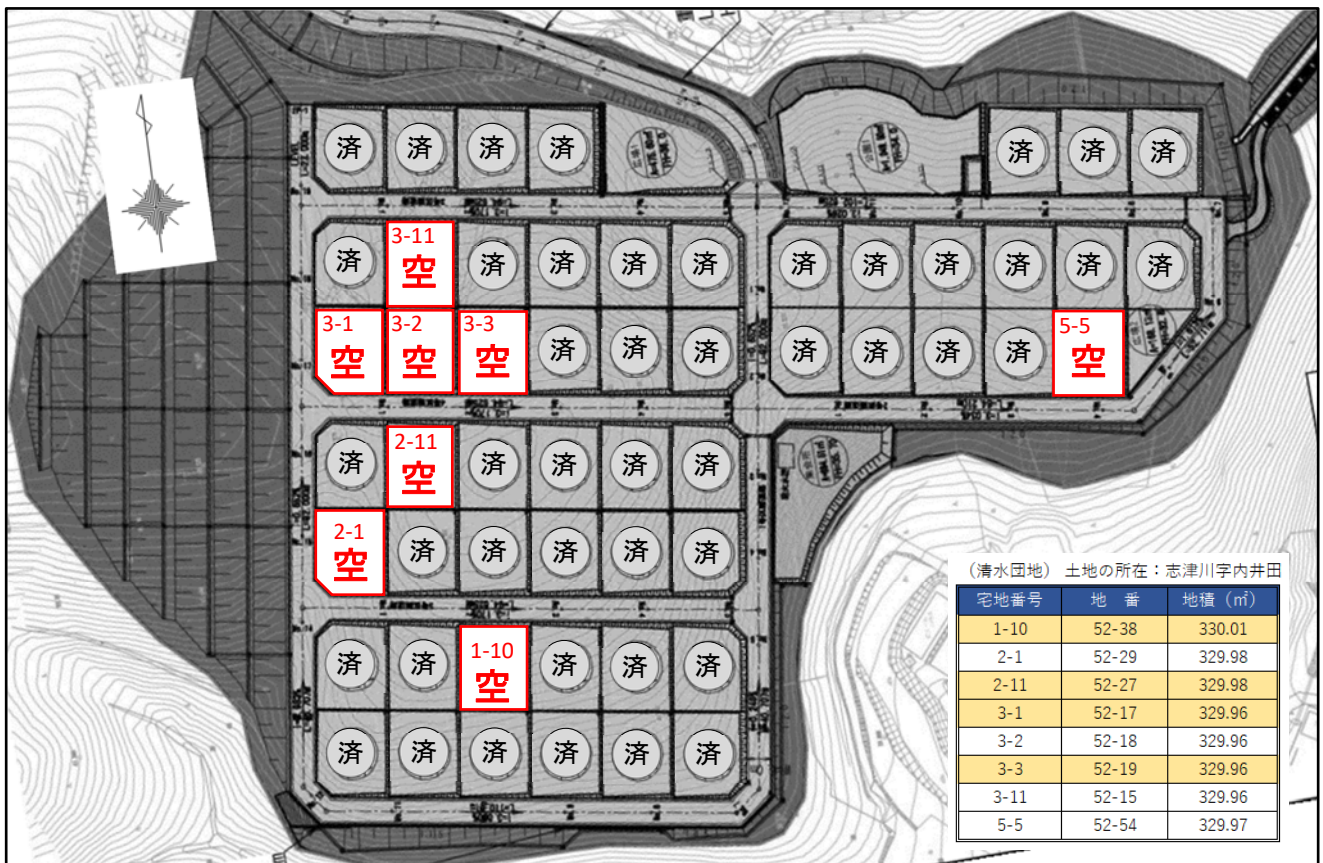 済 済 済 済 済 済 済
済 3-11 空 済 済 済 済 済 済 済 済 済 済
3-1 空 3-2 空 3-3 空 済 済 済 済 済 済 済 5-5 空
済 2-11 空 済 済 済 済
2-1 空 済 済 済 済 済
済 済 1-10 空 済 済 済
済 済 済 済 済 済
(清水団地) 土地の所在:志津川字内井田
宅地番号 地 番 地積(㎡)
1-10 52-38 330.01
2-1 52-29 329.98
2-11 52-27 329.98
3-1 52-17 329.96
3-2 52-18 329.96
3-3 52-19 329.96
3-11 52-15 329.96
5-5 52-54 329.97